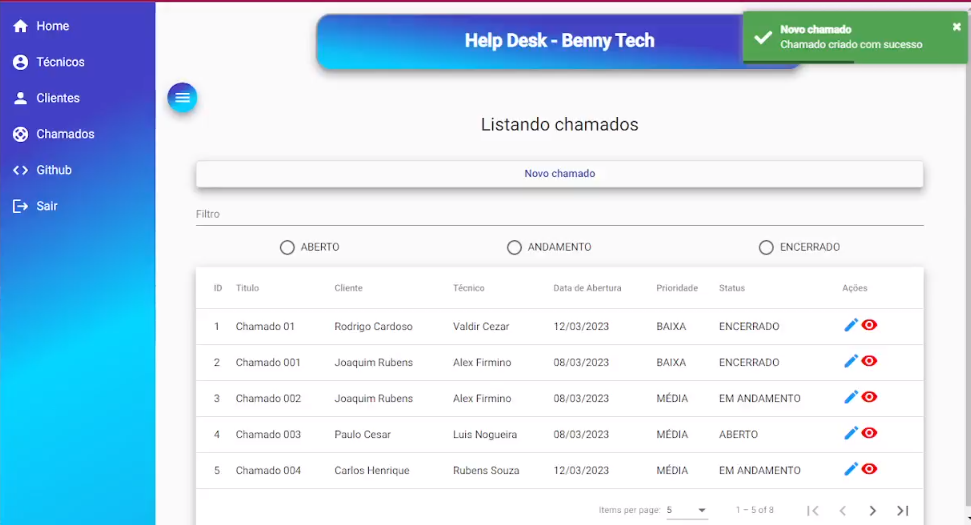 Home
Técnicos
Clientes
Chamados
Github
Sair
Help Desk - Benny Tech
Novo chamado
Chamado criado com sucesso
Listando chamados
Novo chamado
Filtro
ABERTO ANDAMENTO ENCERRADO
ID Titulo Cliente Técnico Data de Abertura Prioridade Status Ações
1 Chamado 01 Rodrigo Cardoso Valdir Cezar 12/03/2023 BAIXA ENCERRADO
2 Chamado 001 Joaquim Rubens Alex Firmino 08/03/2023 BAIXA ENCERRADO
3 Chamado 002 Joaquim Rubens Alex Firmino 08/03/2023 MÉDIA EM ANDAMENTO
4 Chamado 003 Paulo Cesar Luis Nogueira 08/03/2023 MÉDIA ABERTO
5 Chamado 004 Carlos Henrique Rubens Souza 12/03/2023 MÉDIA EM ANDAMENTO
Items per page: 5 1 – 5 of 8